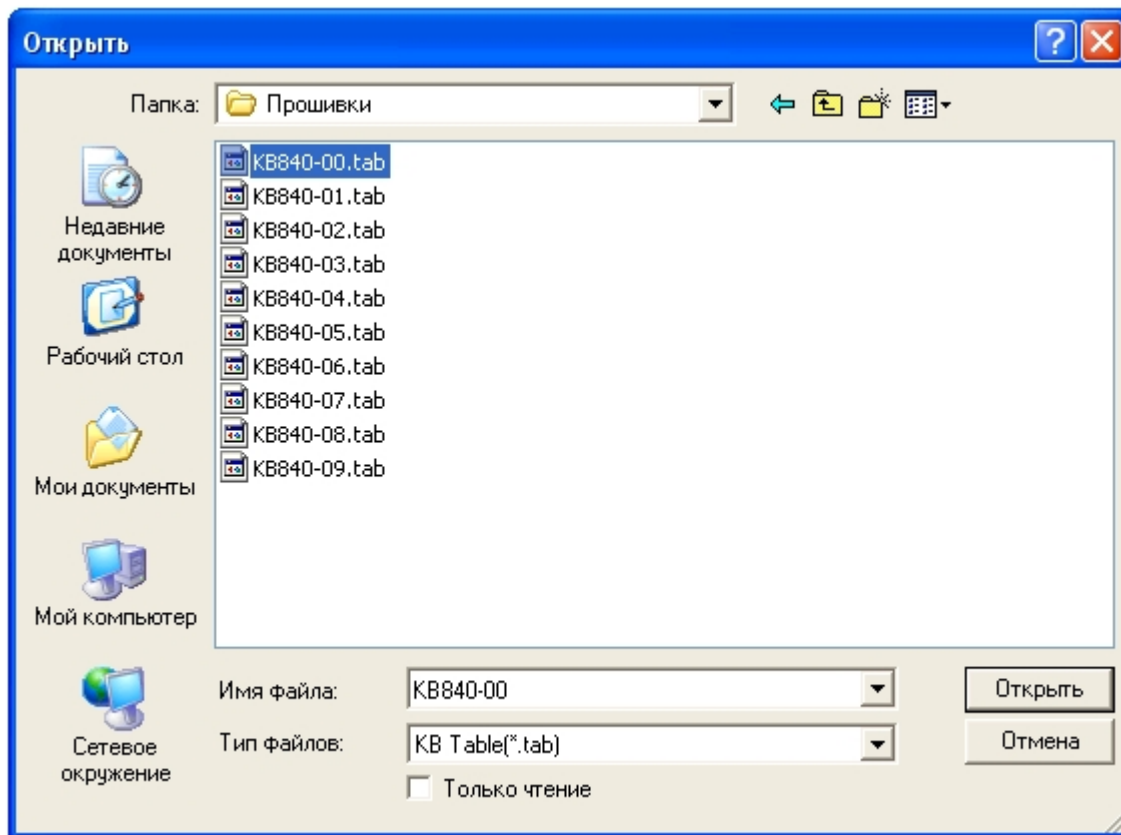 Открыть
Папка: Прошивки
KB840-00.tab
KB840-01.tab
KB840-02.tab
KB840-03.tab
KB840-04.tab
KB840-05.tab
KB840-06.tab
KB840-07.tab
KB840-08.tab
KB840-09.tab
Недавние
документы
Рабочий стол
Мои документы
Мой компьютер
Сетевое
окружение
Имя файла: KB840-00 Открыть
Тип файлов: KB Table(*.tab) Отмена
Только чтение